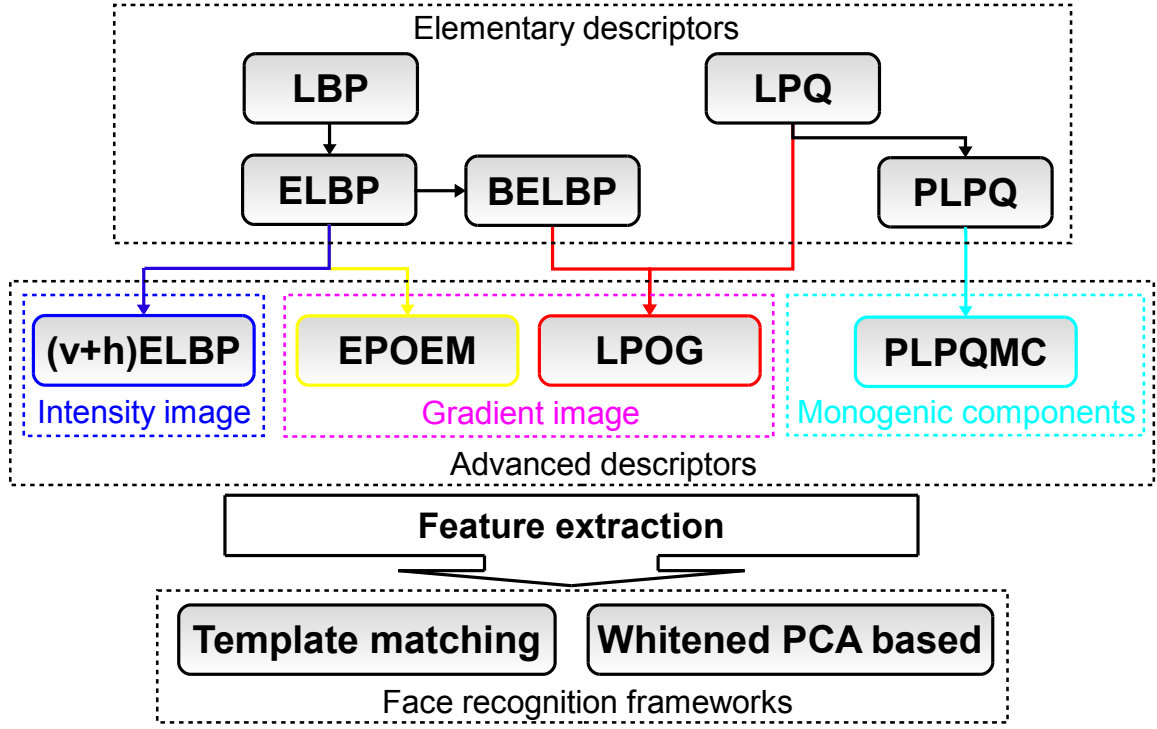 Elementary descriptors
LBP
LPQ
ELBP
BELBP
PLPQ
(v+h)ELBP
EPOEM
LPOG
PLPQMC
Intensity image
Gradient image
Monogenic components
Advanced descriptors
Feature extraction
Template matching
Whitened PCA based
Face recognition frameworks